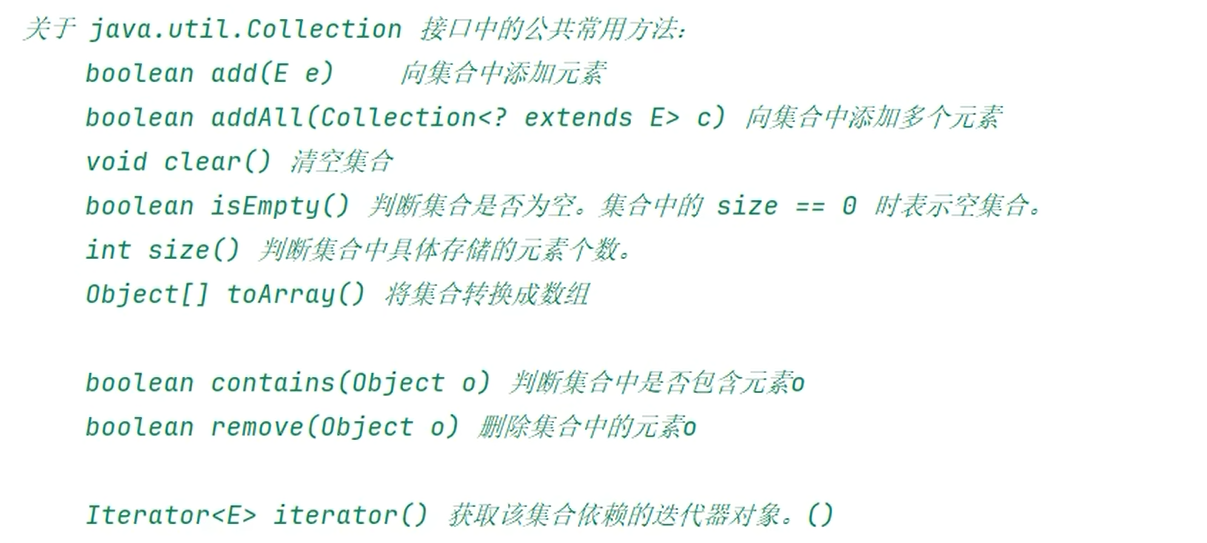 关于 java.util.Collection 接口中的公共常用方法:
boolean add(E e) 向集合中添加元素
boolean addAll(Collection<? extends E> c) 向集合中添加多个元素
void clear() 清空集合
boolean isEmpty() 判断集合是否为空。集合中的 size == 0 时表示空集合。
int size() 判断集合中具体存储的元素个数。
Object[] toArray() 将集合转换成数组
boolean contains(Object o) 判断集合中是否包含元素o
boolean remove(Object o) 删除集合中的元素o
Iterator<E> iterator() 获取该集合依赖的迭代器对象。()